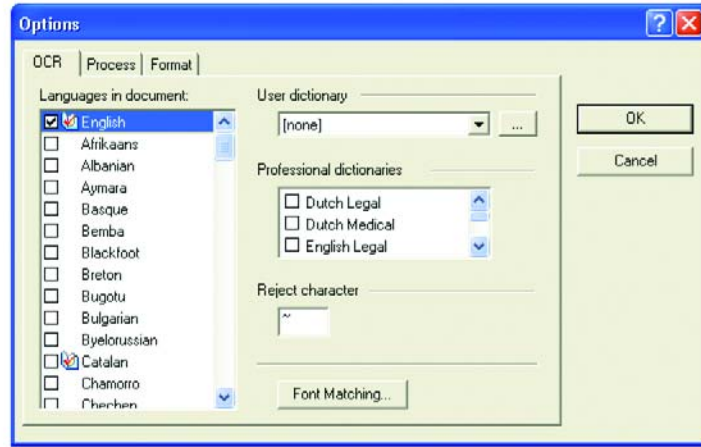 Options
OCR
Process
Format
Languages in document:
English
Afrikaans
Albanian
Aymara
Basque
Bemba
Blackfoot
Breton
Bugotu
Bulgarian
Byelorussian
Catalan
Chamorro
Chechen
User dictionary
[none]
...
Professional dictionaries
Dutch Legal
Dutch Medical
English Legal
Reject character
~
Font Matching...
OK
Cancel